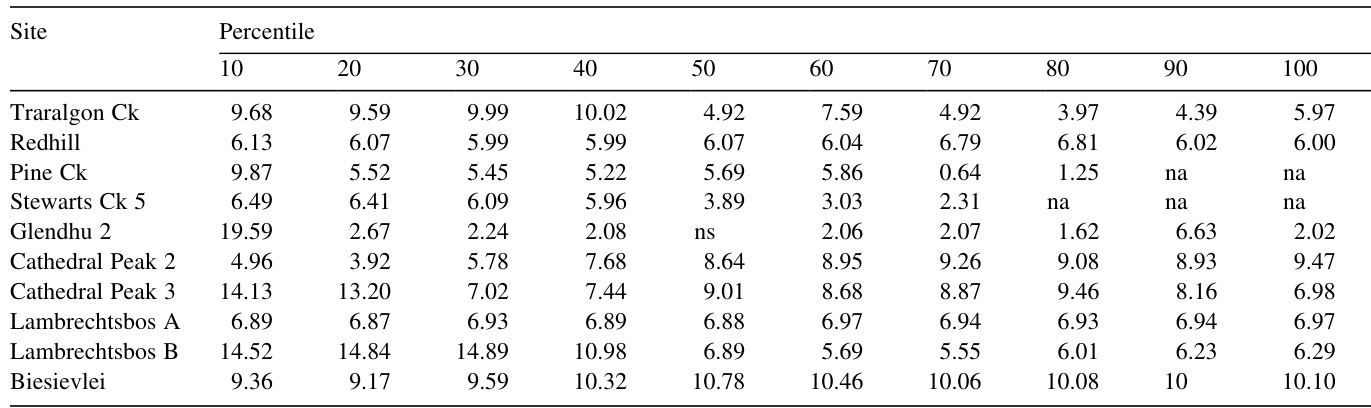 Site Percentile
10 20 30 40 50 60 70 80 90 100
Traralgon Ck 9.68 9.59 9.99 10.02 4.92 7.59 4.92 3.97 4.39 5.97
Redhill 6.13 6.07 5.99 5.99 6.07 6.04 6.79 6.81 6.02 6.00
Pine Ck 9.87 5.52 5.45 5.22 5.69 5.86 0.64 1.25 na na
Stewarts Ck 5 6.49 6.41 6.09 5.96 3.89 3.03 2.31 na na na
Glendhu 2 19.59 2.67 2.24 2.08 ns 2.06 2.07 1.62 6.63 2.02
Cathedral Peak 2 4.96 3.92 5.78 7.68 8.64 8.95 9.26 9.08 8.93 9.47
Cathedral Peak 3 14.13 13.20 7.02 7.44 9.01 8.68 8.87 9.46 8.16 6.98
Lambrechtsbos A 6.89 6.87 6.93 6.89 6.88 6.97 6.94 6.93 6.94 6.97
Lambrechtsbos B 14.52 14.84 14.89 10.98 6.89 5.69 5.55 6.01 6.23 6.29
Biesievlei 9.36 9.17 9.59 10.32 10.78 10.46 10.06 10.08 10 10.10